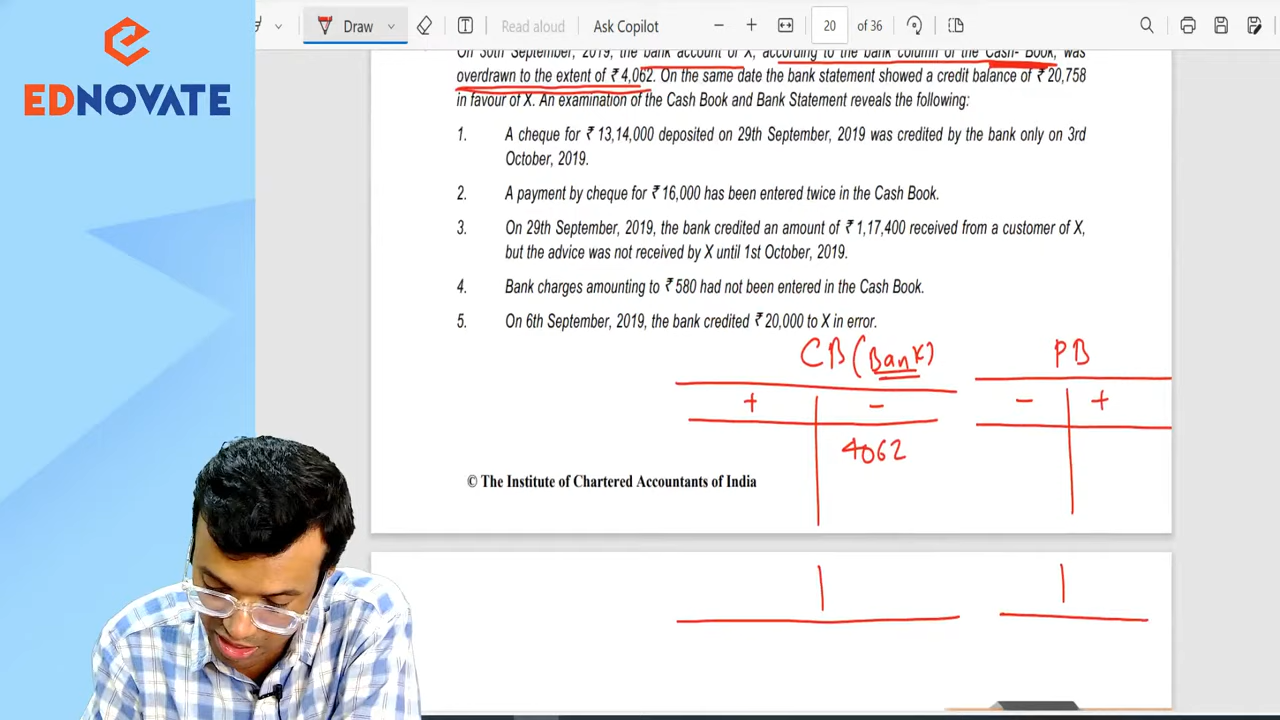 Draw
Read aloud
Ask Copilot
20
of 36
EDNOVATE
On 30th September, 2019, the bank account of X, according to the bank column of the Cash- Book, was
overdrawn to the extent of ₹ 4,062. On the same date the bank statement showed a credit balance of ₹ 20,758
in favour of X. An examination of the Cash Book and Bank Statement reveals the following:
1. A cheque for ₹ 13,14,000 deposited on 29th September, 2019 was credited by the bank only on 3rd
October, 2019.
2. A payment by cheque for ₹ 16,000 has been entered twice in the Cash Book.
3. On 29th September, 2019, the bank credited an amount of ₹ 1,17,400 received from a customer of X,
but the advice was not received by X until 1st October, 2019.
4. Bank charges amounting to ₹ 580 had not been entered in the Cash Book.
5. On 6th September, 2019, the bank credited ₹ 20,000 to X in error.
CB (Bank) PB
+ - - +
4062
© The Institute of Chartered Accountants of India